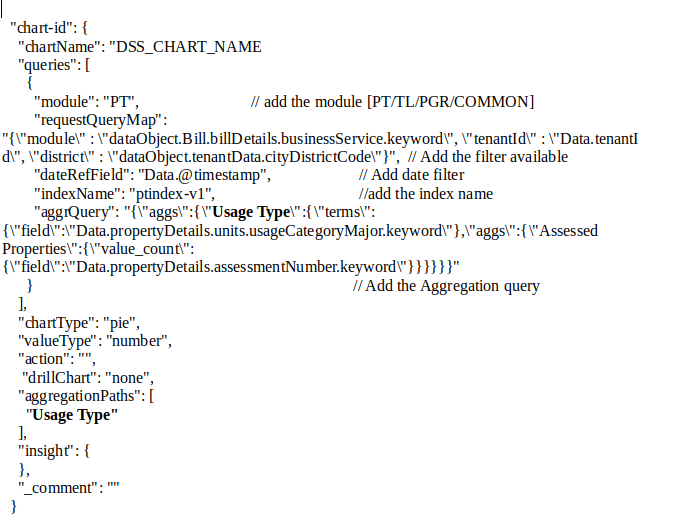 "chart-id": {
"chartName": "DSS_CHART_NAME
"queries": [
{
"module": "PT", // add the module [PT/TL/PGR/COMMON]
"requestQueryMap":
"{\"module\" : \"dataObject.Bill.billDetails.businessService.keyword\", \"tenantId\" : \"Data.tenantI
d\", \"district\" : \"dataObject.tenantData.cityDistrictCode\"}", // Add the filter available
"dateRefField": "Data.@timestamp", // Add date filter
"indexName": "ptindex-v1", //add the index name
"aggrQuery": "{\"aggs\":{\"Usage Type\":{\"terms\":
{\"field\":\"Data.propertyDetails.units.usageCategoryMajor.keyword\"},\"aggs\":{\"Assessed
Properties\":{\"value_count\":
{\"field\":\"Data.propertyDetails.assessmentNumber.keyword\"}}}}}}"
} // Add the Aggregation query
],
"chartType": "pie",
"valueType": "number",
"action": "",
"drillChart": "none",
"aggregationPaths": [
"Usage Type"
],
"insight": {
},
"_comment": ""
}